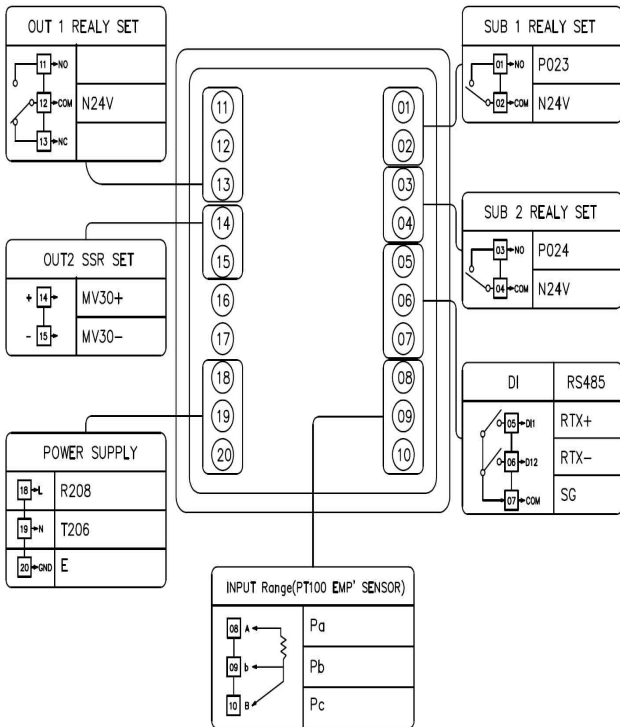 OUT 1 REALY SET
11 NO
12 COM N24V
13 NC
OUT2 SSR SET
+ 14 MV30+
- 15 MV30-
POWER SUPPLY
18 L R208
19 N T206
20 GND E
11
12
13
14
15
16
17
18
19
20
01
02
03
04
05
06
07
08
09
10
SUB 1 REALY SET
01 NO P023
02 COM N24V
SUB 2 REALY SET
03 NO P024
04 COM N24V
DI RS485
05 DI1 RTX+
06 D12 RTX-
07 COM SG
INPUT Range(PT100 EMP' SENSOR)
08 A Pa
09 b Pb
10 B Pc